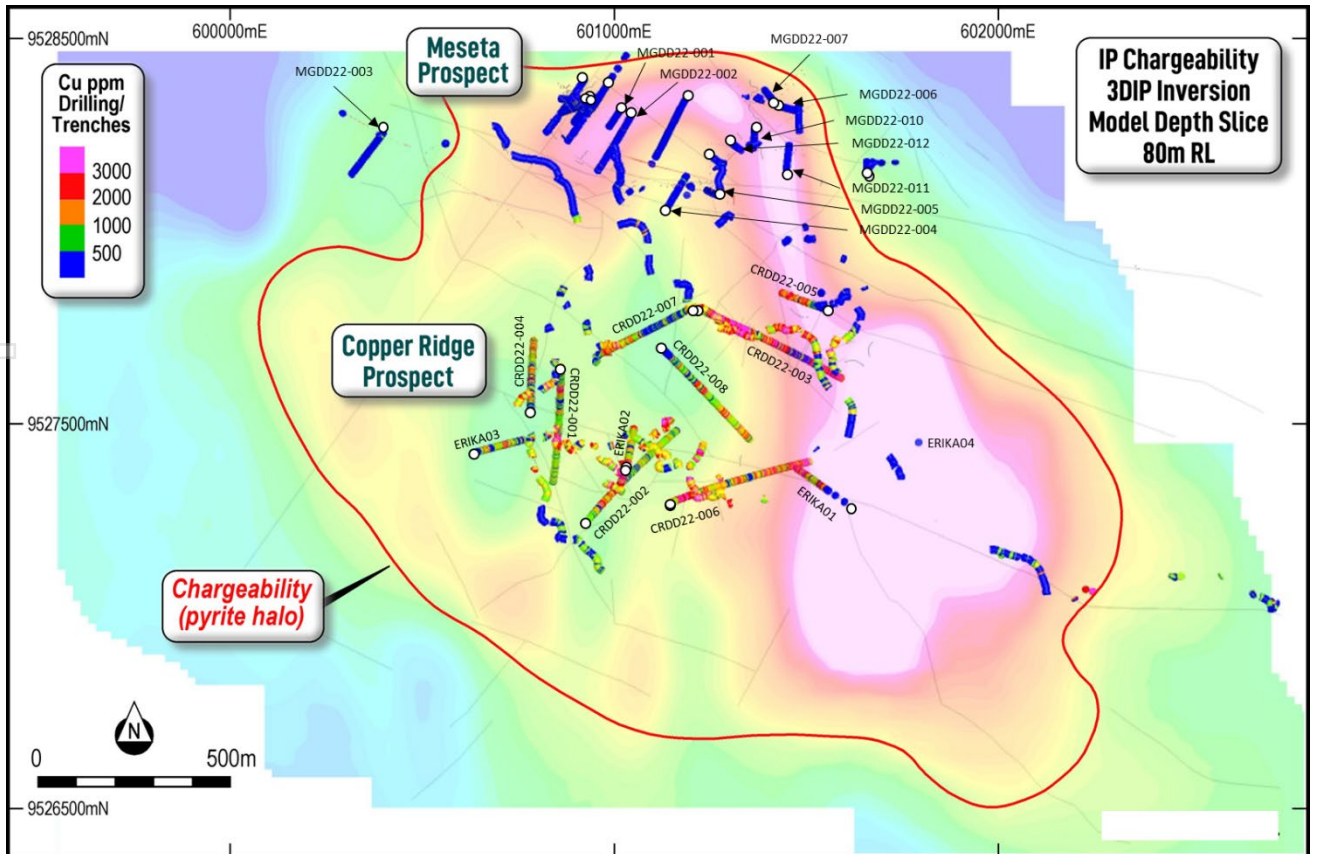 600000mE
601000mE
602000mE
9528500mN
Meseta
Prospect
MGDD22-007
MGDD22-001
MGDD22-002
MGDD22-003
MGDD22-006
MGDD22-010
MGDD22-012
MGDD22-011
MGDD22-005
MGDD22-004
IP Chargeability
3DIP Inversion
Model Depth Slice
80m RL
Cu ppm
Drilling/
Trenches
3000
2000
1000
500
CRDD22-005
CRDD22-007
CRDD22-004
Copper Ridge
Prospect
CRDD22-003
CRDD22-008
CRDD22-001
9527500mN
ERIKA03
ERIKA02
ERIKA04
CRDD22-002
CRDD22-006
ERIKA01
Chargeability
(pyrite halo)
N
0
500m
9526500mN